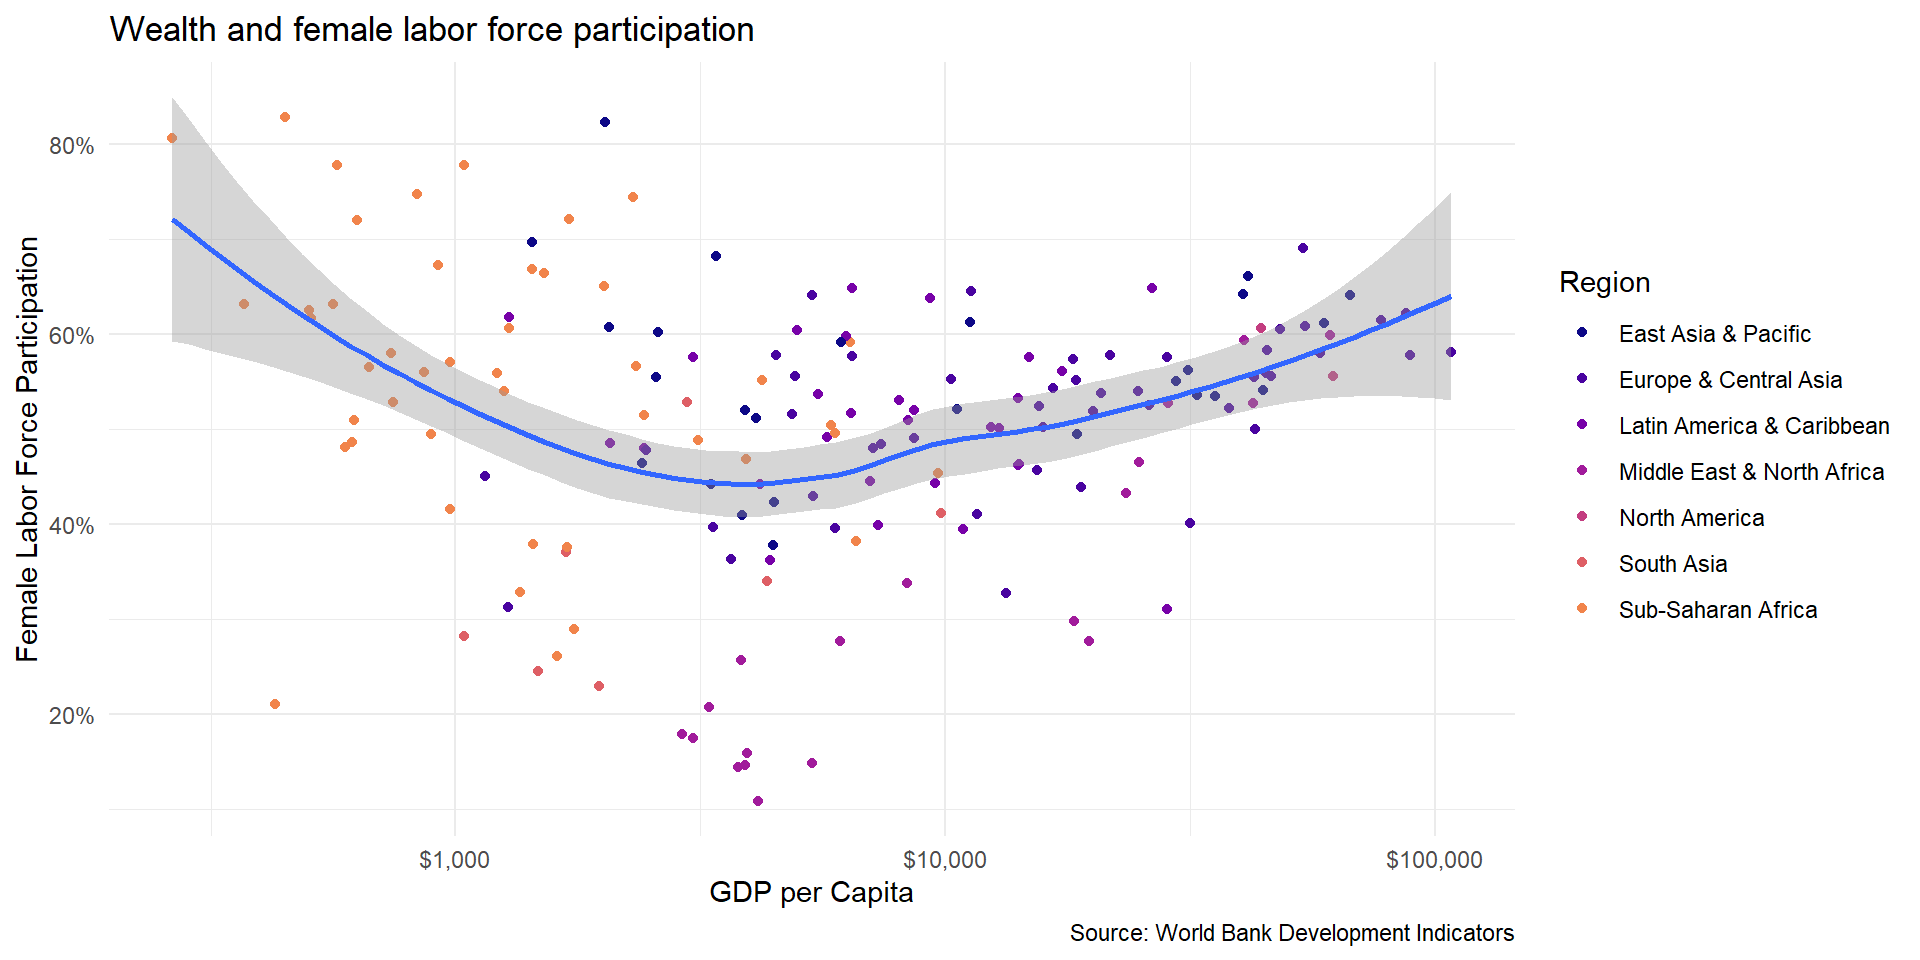 Wealth and female labor force participation
80%
60%
40%
20%
Female Labor Force Participation
$1,000
$10,000
$100,000
GDP per Capita
Region
East Asia & Pacific
Europe & Central Asia
Latin America & Caribbean
Middle East & North Africa
North America
South Asia
Sub-Saharan Africa
Source: World Bank Development Indicators